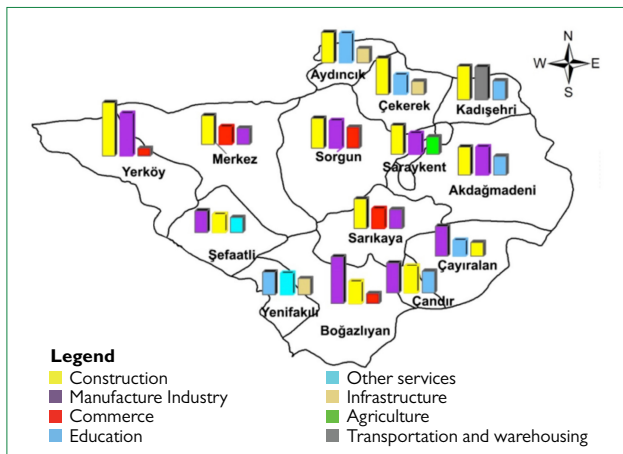 N
W E
S
Aydıncık
Çekerek
Kadışehri
Merkez
Sorgun
Saraykent
Yerköy
Akdağmadeni
Sarıkaya
Şefaatli
Çayıralan
Çandır
Yenifakılı
Boğazlıyan
Legend
Construction
Manufacture Industry
Commerce
Education
Other services
Infrastructure
Agriculture
Transportation and warehousing